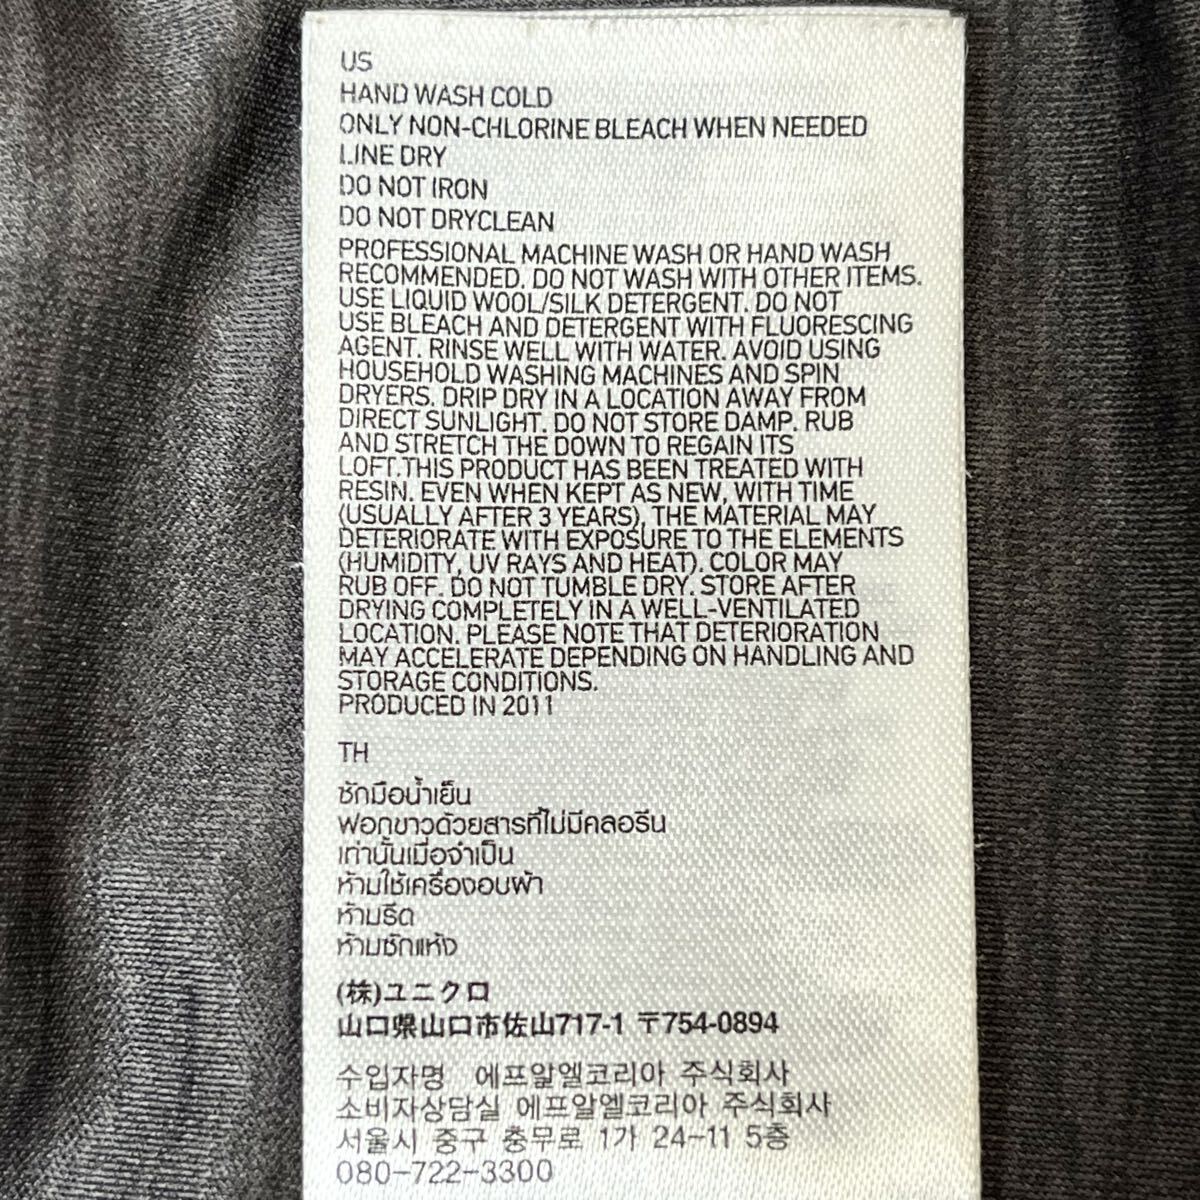 US
HAND WASH COLD
ONLY NON-CHLORINE BLEACH WHEN NEEDED
LINE DRY
DO NOT IRON
DO NOT DRYCLEAN
PROFESSIONAL MACHINE WASH OR HAND WASH
RECOMMENDED. DO NOT WASH WITH OTHER ITEMS.
USE LIQUID WOOL/SILK DETERGENT. DO NOT
USE BLEACH AND DETERGENT WITH FLUORESCING
AGENT. RINSE WELL WITH WATER. AVOID USING
HOUSEHOLD WASHING MACHINES AND SPIN
DRYERS. DRIP DRY IN A LOCATION AWAY FROM
DIRECT SUNLIGHT. DO NOT STORE DAMP. RUB
AND STRETCH THE DOWN TO REGAIN ITS
LOFT.THIS PRODUCT HAS BEEN TREATED WITH
RESIN. EVEN WHEN KEPT AS NEW, WITH TIME
(USUALLY AFTER 3 YEARS), THE MATERIAL MAY
DETERIORATE WITH EXPOSURE TO THE ELEMENTS
(HUMIDITY, UV RAYS AND HEAT). COLOR MAY
RUB OFF. DO NOT TUMBLE DRY. STORE AFTER
DRYING COMPLETELY IN A WELL-VENTILATED
LOCATION. PLEASE NOTE THAT DETERIORATION
MAY ACCELERATE DEPENDING ON HANDLING AND
STORAGE CONDITIONS.
PRODUCED IN 2011
TH
ซักมือน้ำเย็น
ฟอกขาวด้วยสารที่ไม่มีคลอรีน
เท่านั้นเมื่อจำเป็น
ห้ามใช้เครื่องอบผ้า
ห้ามรีด
ห้ามซักแห้ง
(株)ユニクロ
山口県山口市佐山717-1 〒754-0894
수입자명 에프알엘코리아 주식회사
소비자상담실 에프알엘코리아 주식회사
서울시 중구 충무로 1가 24-11 5층
080-722-3300